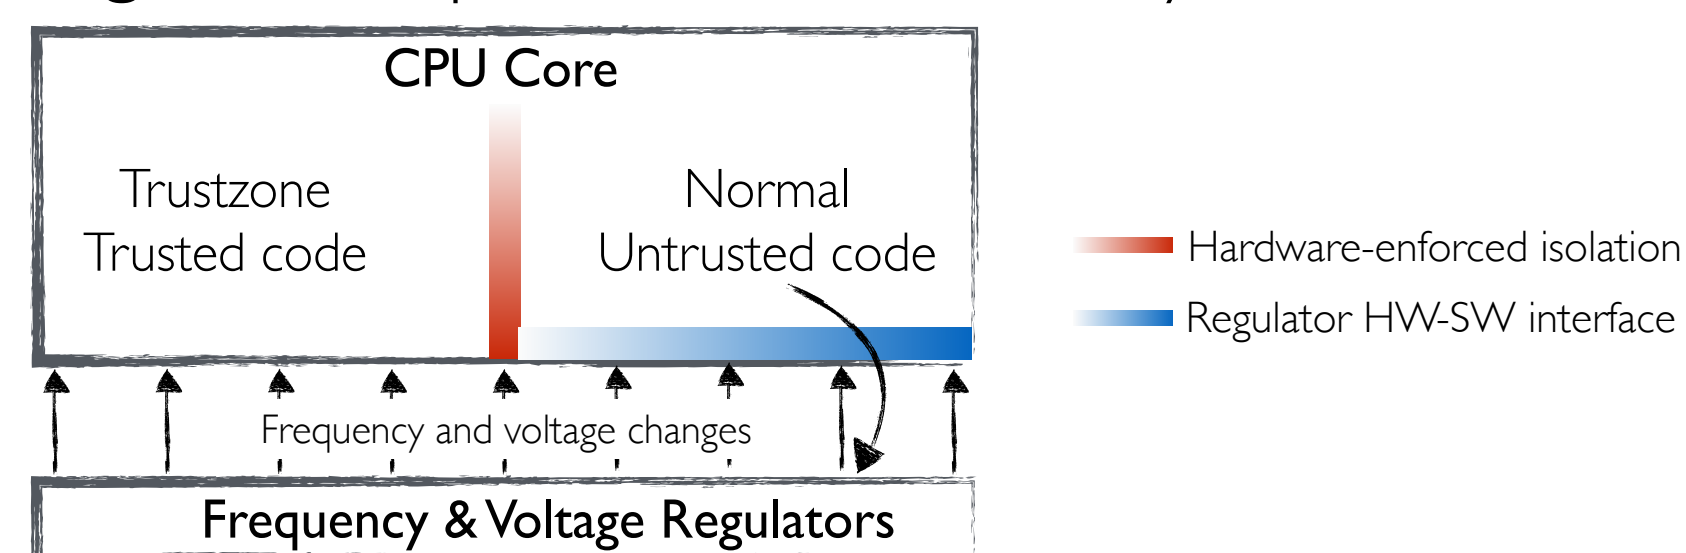 CPU Core
Trustzone
Trusted code
Normal
Untrusted code
Hardware-enforced isolation
Regulator HW-SW interface
Frequency and voltage changes
Frequency & Voltage Regulators